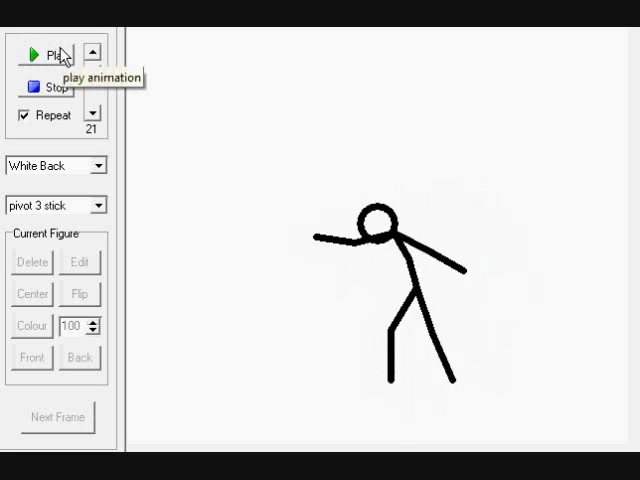 Play
play animation
Stop
Repeat
21
White Back
pivot 3 stick
Current Figure
Delete Edit
Center Flip
Colour 100
Front Back
Next Frame